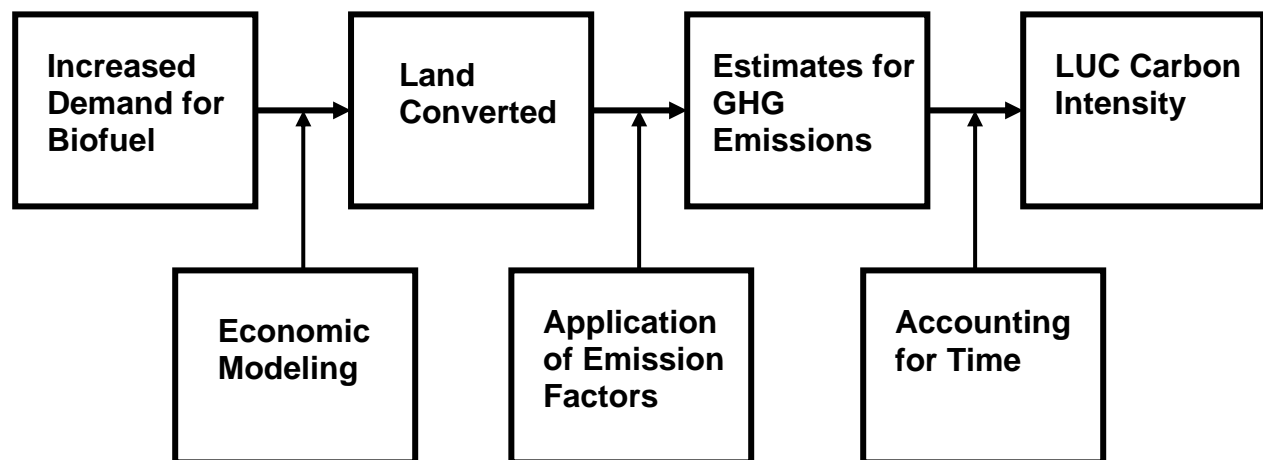 Increased
Demand for
Biofuel
Land
Converted
Estimates for
GHG
Emissions
LUC Carbon
Intensity
Economic
Modeling
Application
of Emission
Factors
Accounting
for Time